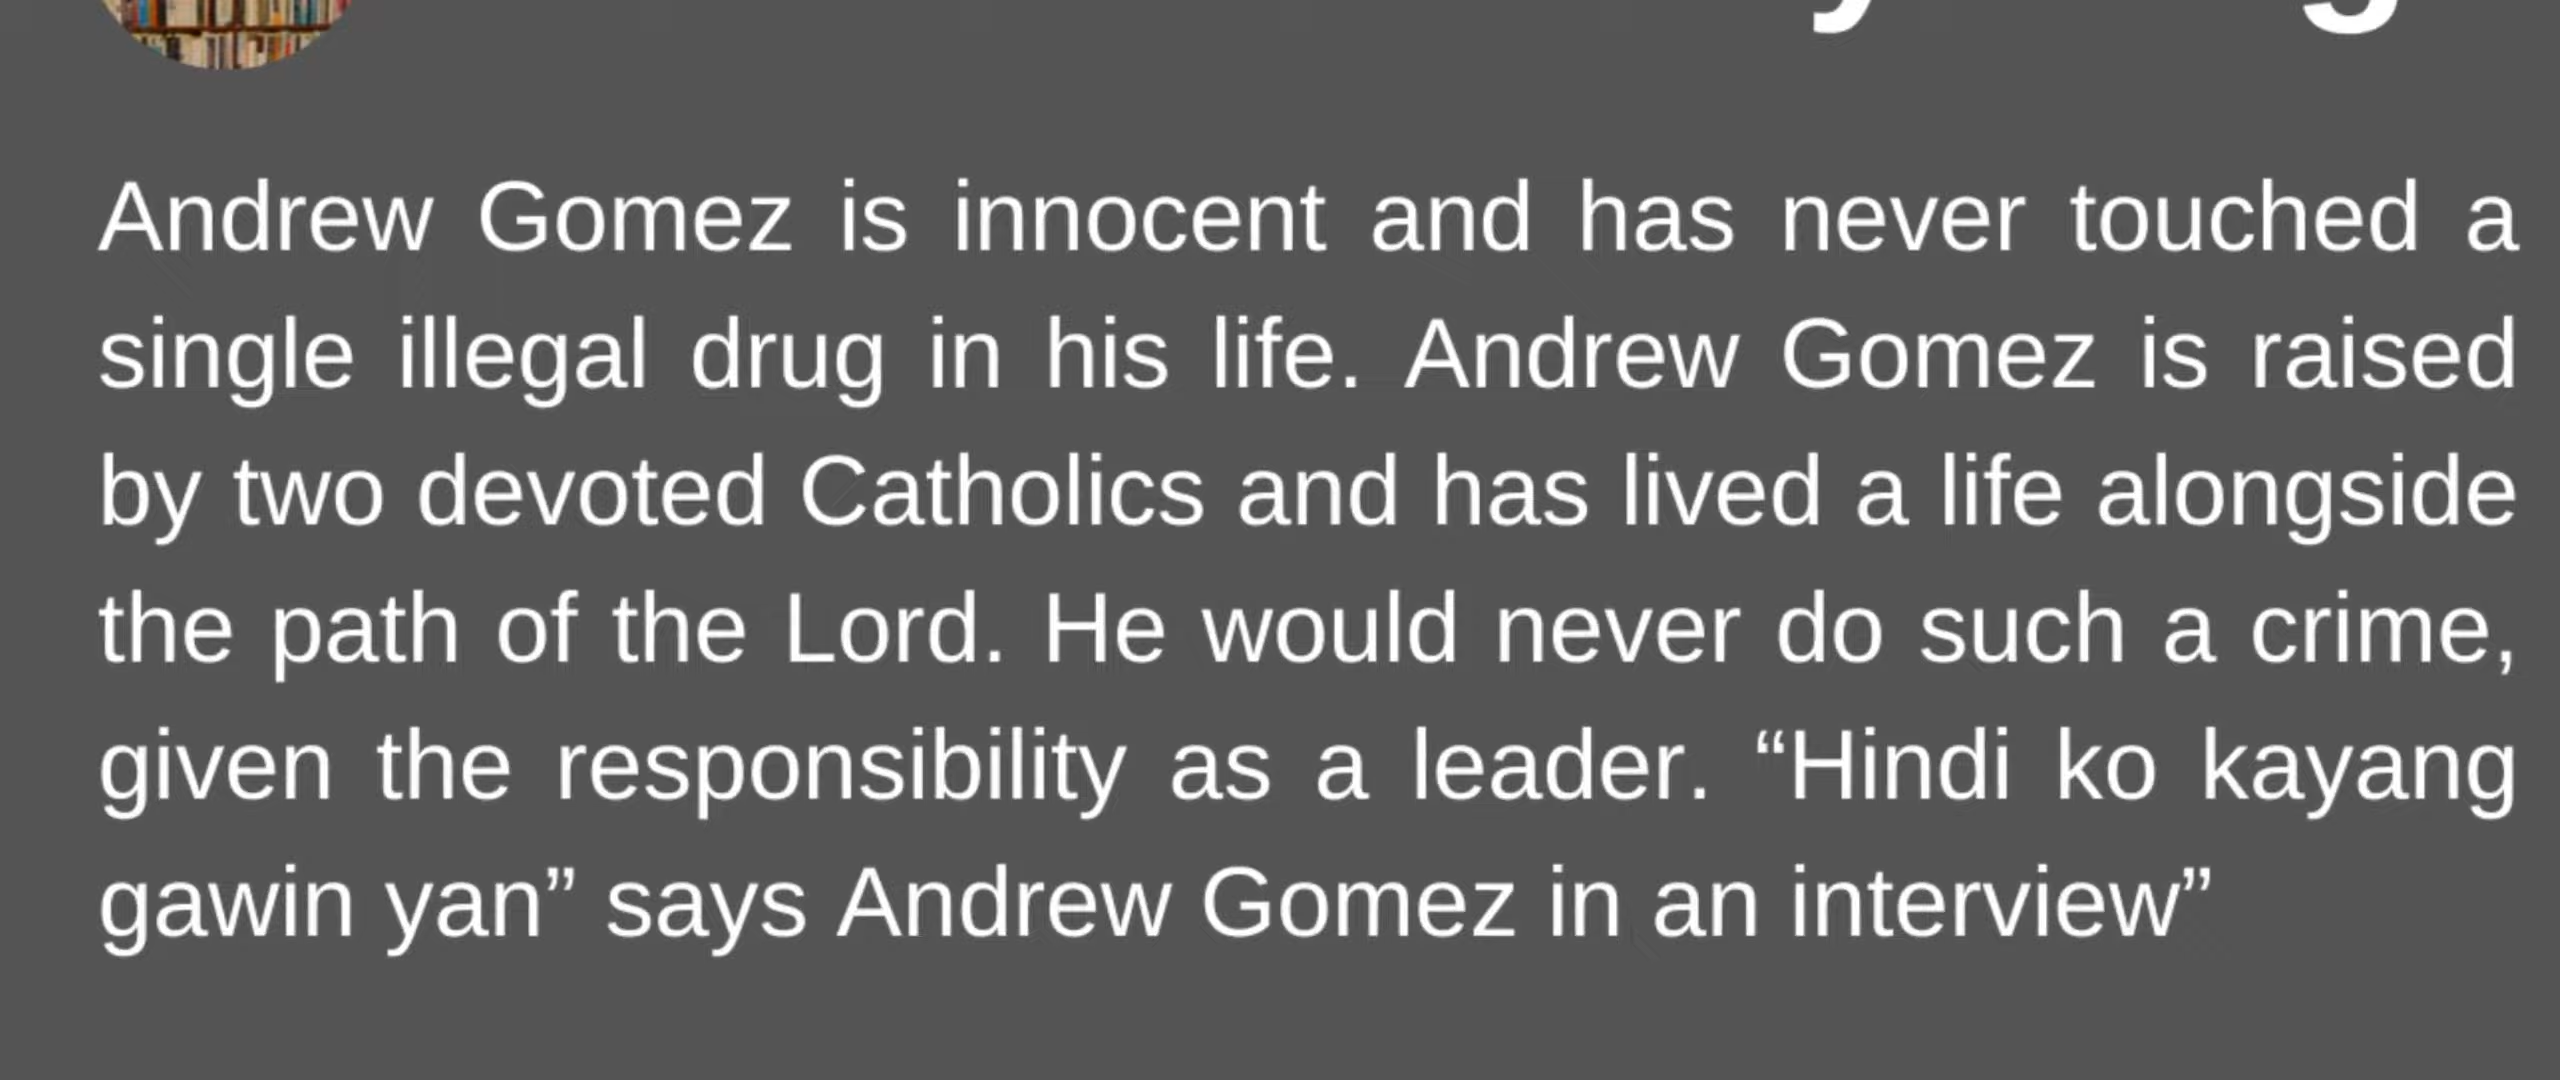 Andrew Gomez is innocent and has never touched a
single illegal drug in his life. Andrew Gomez is raised
by two devoted Catholics and has lived a life alongside
the path of the Lord. He would never do such a crime,
given the responsibility as a leader. “Hindi ko kayang
gawin yan” says Andrew Gomez in an interview”